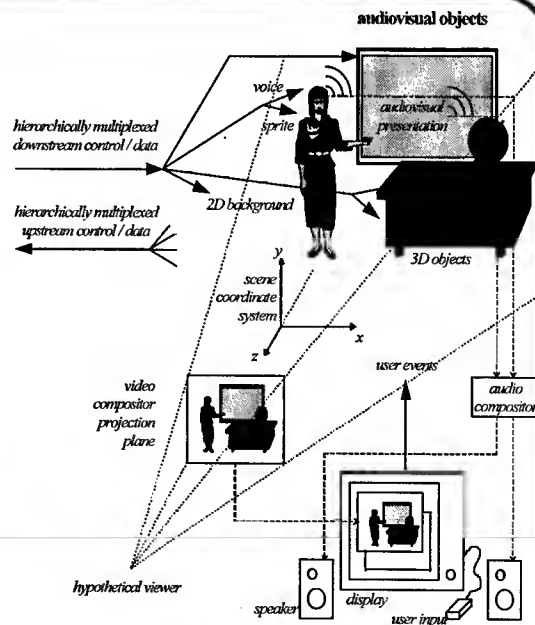 audiovisual objects
voice
sprite
audiovisual
presentation
hierarchically multiplexed
downstream control / data
2D background
hierarchically multiplexed
upstream control / data
3D objects
y
scene
coordinate
system
x
z
user events
video
compositor
projection
plane
audio
compositor
hypothetical viewer
speaker
display
user input